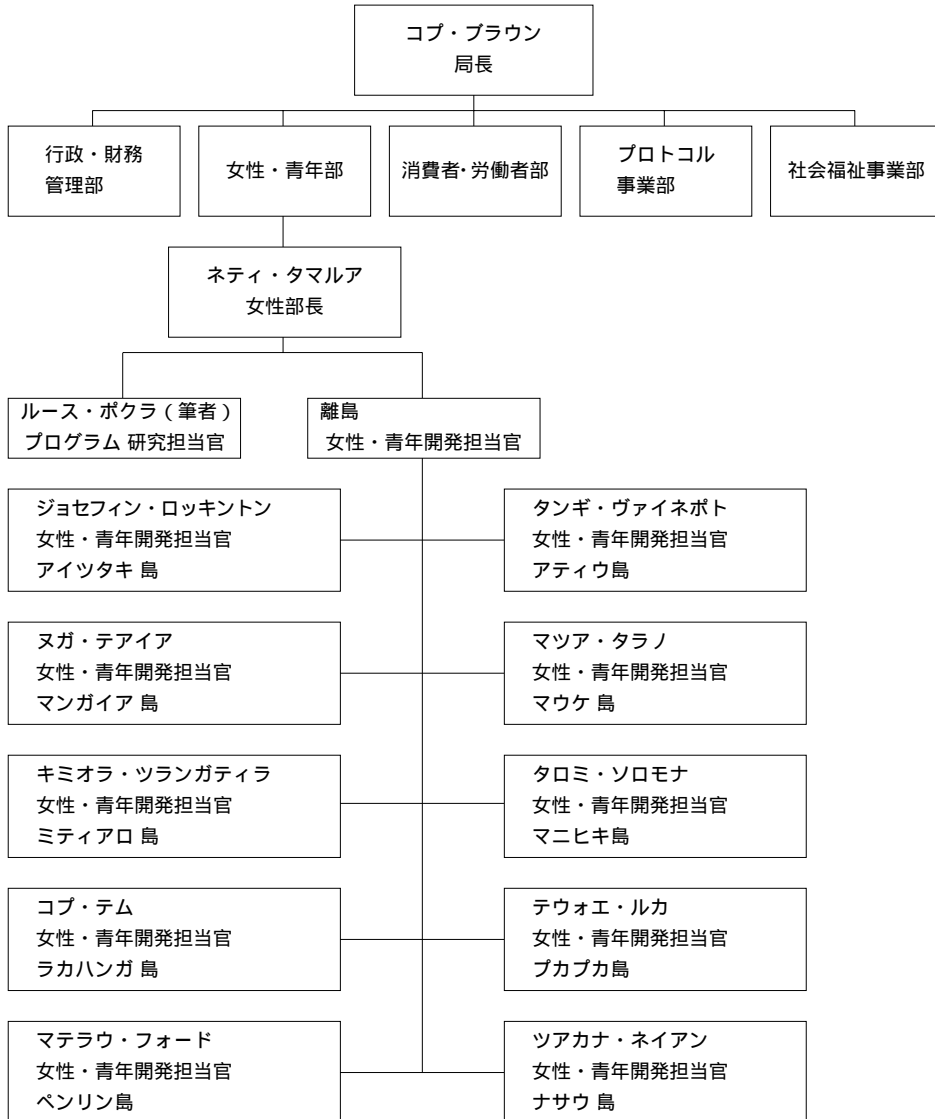 コプ・ブラウン
局長
行政・財務
管理部
女性・青年部
消費者・労働者部
プロトコル
事業部
社会福祉事業部
ネティ・タマルア
女性部長
ルース・ポクラ（筆者）
プログラム 研究担当官
離島
女性・青年開発担当官
ジョセフィン・ロッキントン
女性・青年開発担当官
アイツタキ 島
タンギ・ヴァイネポト
女性・青年開発担当官
アティウ島
ヌガ・テアイア
女性・青年開発担当官
マンガイア 島
マツア・タラノ
女性・青年開発担当官
マウケ 島
キミオラ・ツランガティラ
女性・青年開発担当官
ミティアロ 島
タロミ・ソロモナ
女性・青年開発担当官
マニヒキ島
コプ・テム
女性・青年開発担当官
ラカハンガ 島
テウォエ・ルカ
女性・青年開発担当官
プカプカ島
マテラウ・フォード
女性・青年開発担当官
ペンリン島
ツアカナ・ネイアン
女性・青年開発担当官
ナサウ 島